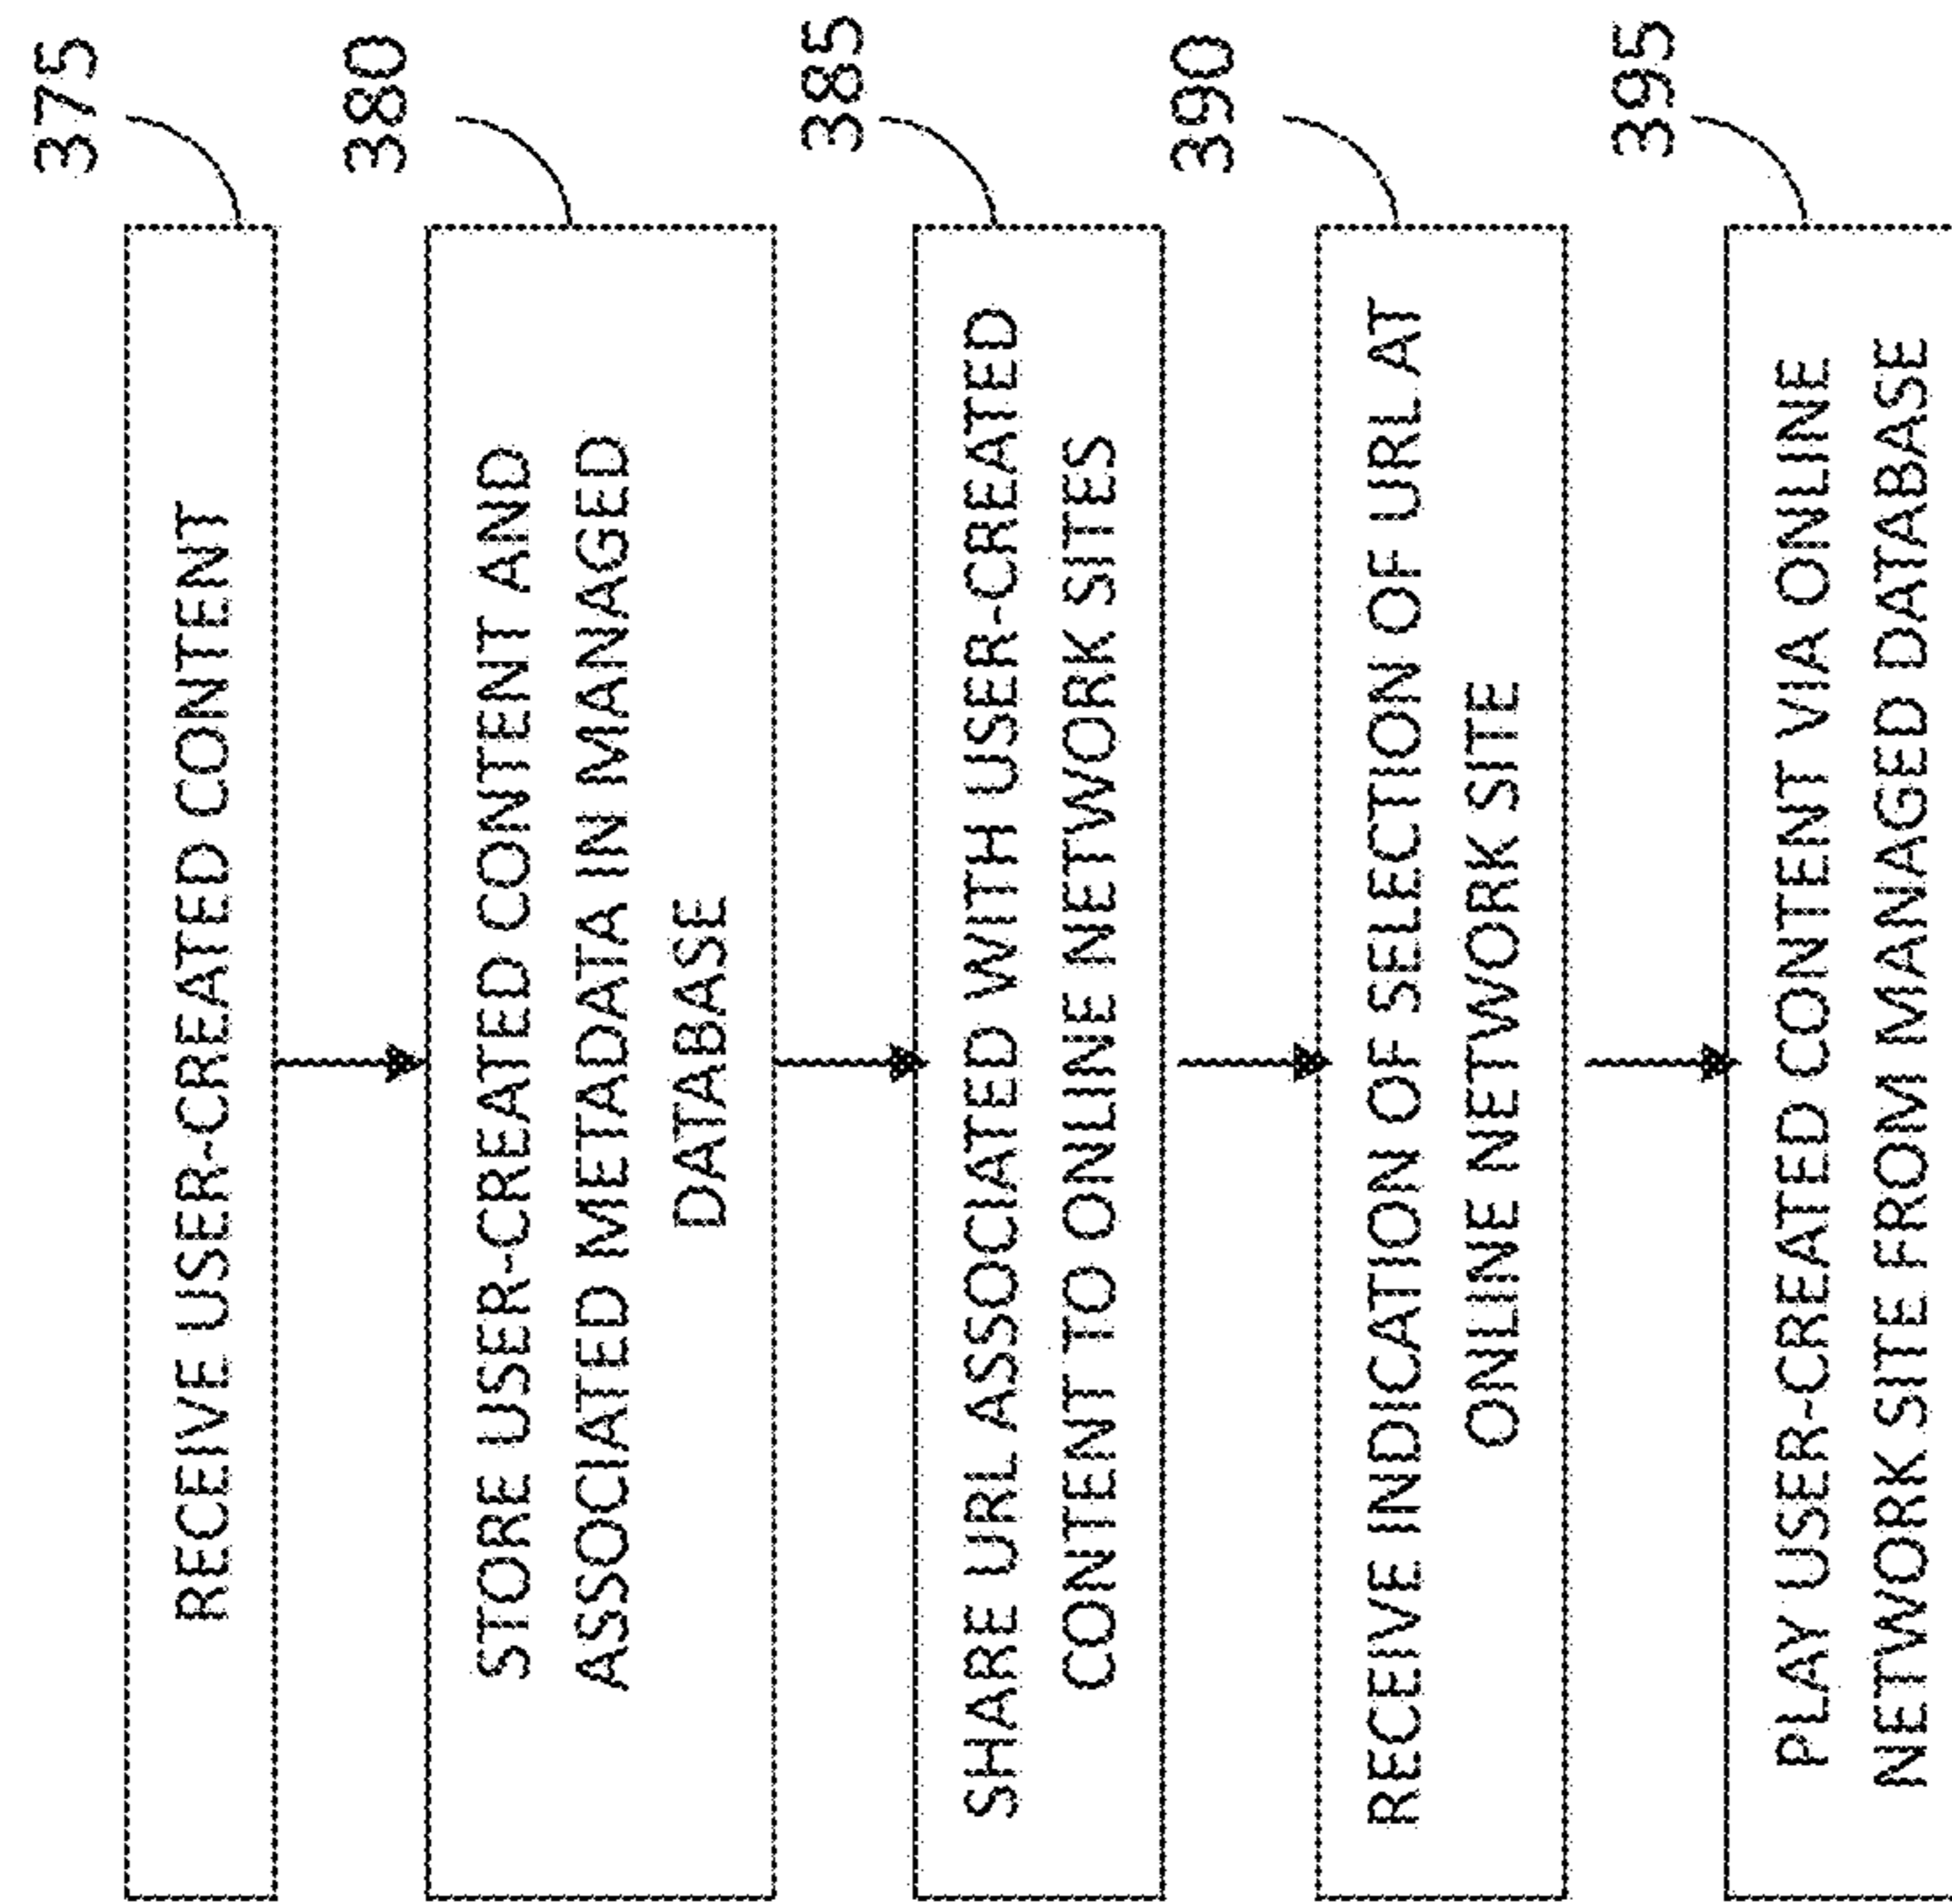 375
RECEIVE USER-CREATED CONTENT
380
STORE USER-CREATED CONTENT AND
ASSOCIATED METADATA IN MANAGED
DATABASE
385
SHARE URL ASSOCIATED WITH USER-CREATED
CONTENT TO ONLINE NETWORK SITES
390
RECEIVE INDICATION OF SELECTION OF URL AT
ONLINE NETWORK SITE
395
PLAY USER-CREATED CONTENT VIA ONLINE
NETWORK SITE FROM MANAGED DATABASE